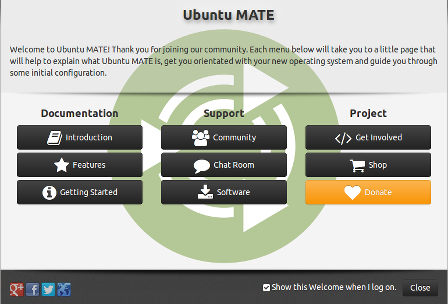 Ubuntu MATE
Welcome to Ubuntu MATE! Thank you for joining our community. Each menu below will take you to a little page that
will help to explain what Ubuntu MATE is, get you orientated with your new operating system and guide you through
some initial configuration.
Documentation Support Project
Introduction Community Get Involved
Features Chat Room Shop
Getting Started Software Donate
Show this Welcome when I log on. Close